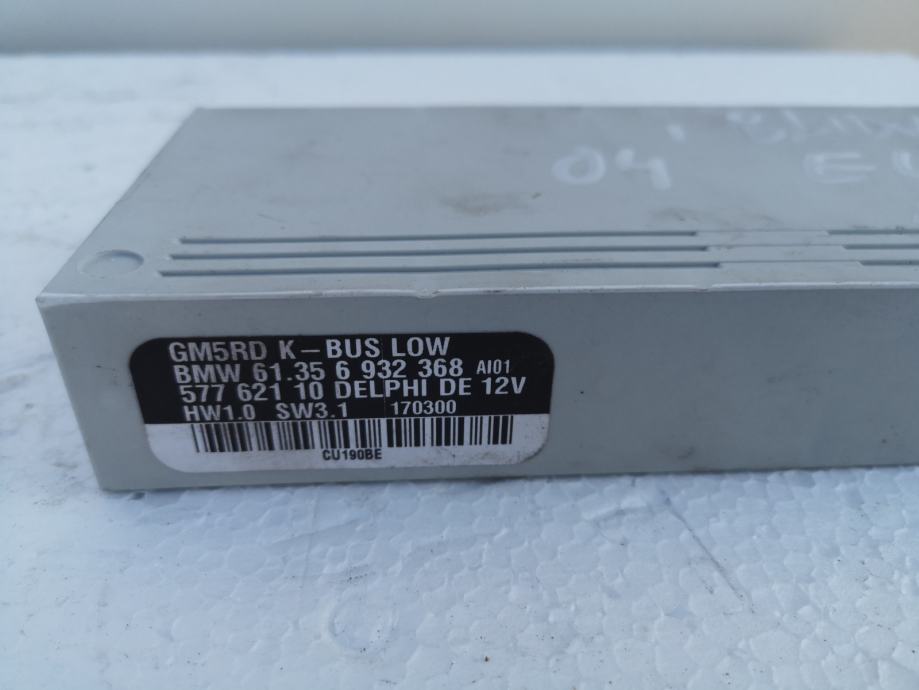 04
GM5RD K-BUS LOW
BMW 61.35 6 932 368 AI01
577 621 10 DELPHI DE 12V
HW1.0 SW3.1 170300
CU190BE